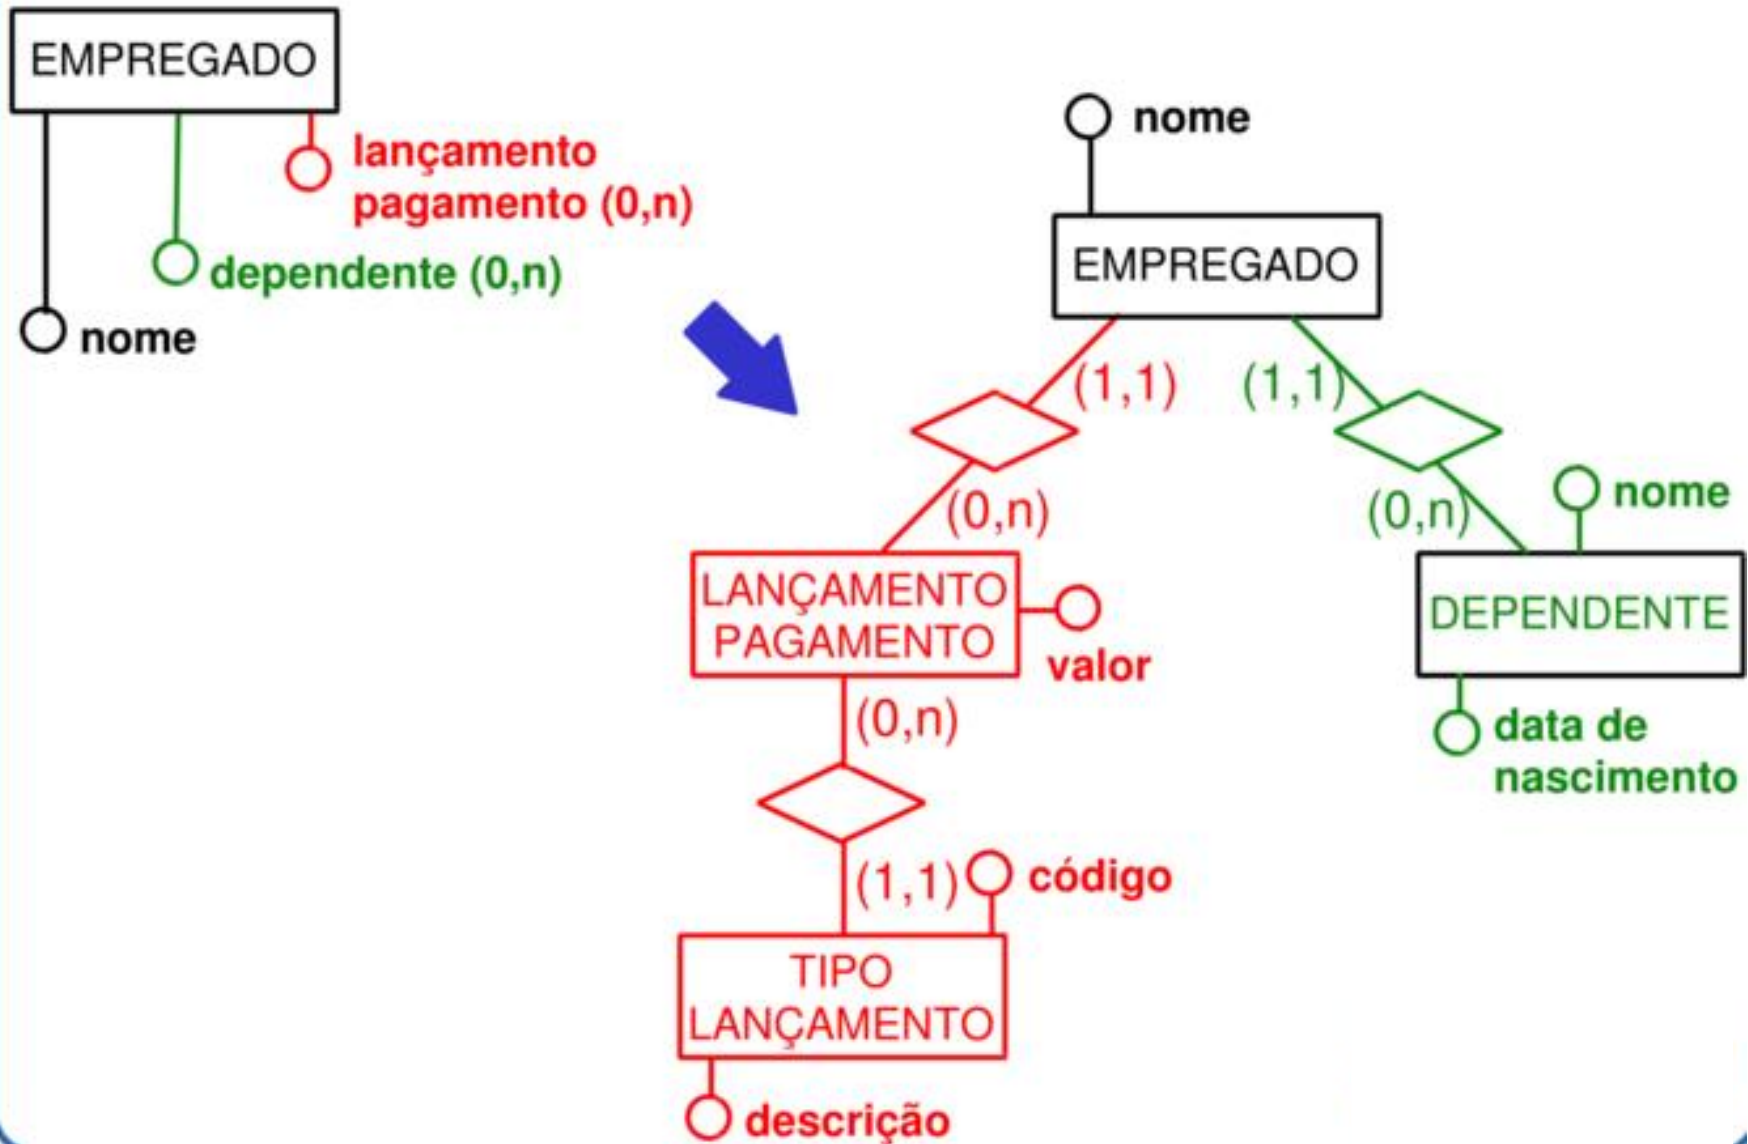 EMPREGADO
lançamento
pagamento (0,n)
dependente (0,n)
nome
nome
EMPREGADO
(1,1)
(1,1)
(0,n)
(0,n)
nome
LANÇAMENTO
PAGAMENTO
valor
DEPENDENTE
data de
nascimento
(0,n)
(1,1)
código
TIPO
LANÇAMENTO
descrição